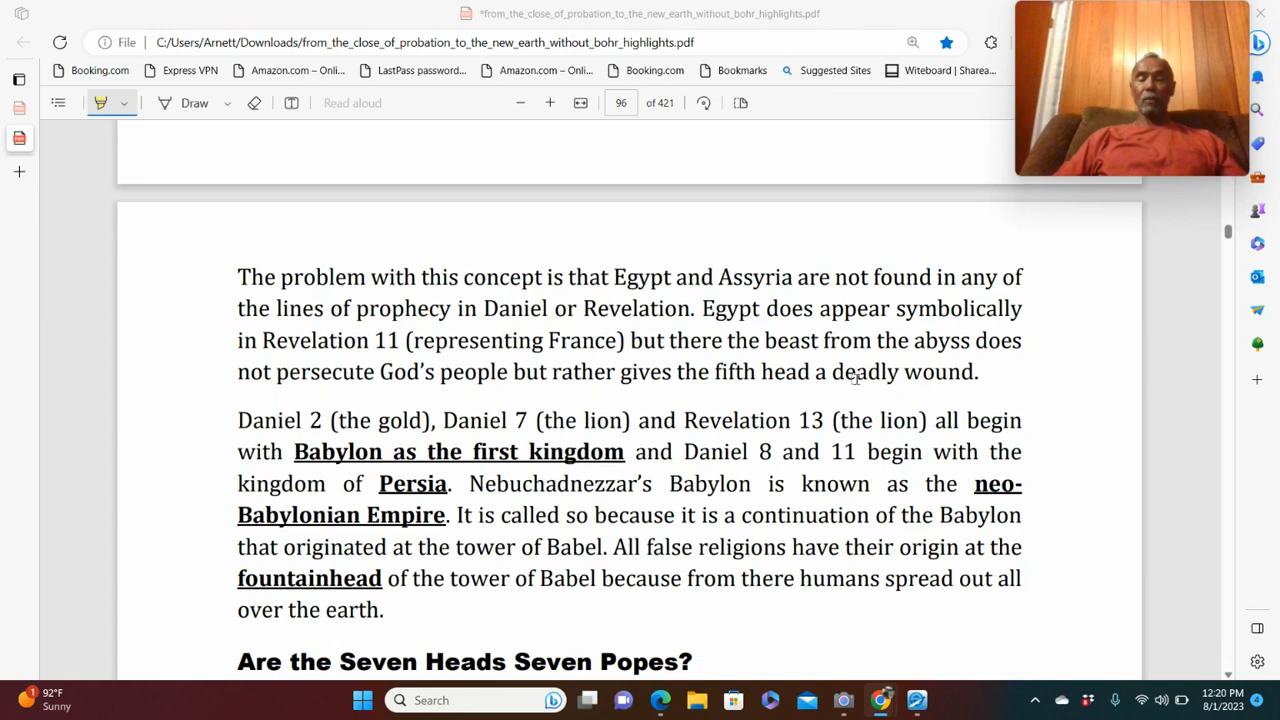 *from_the_close_of_probation_to_the_new_earth_without_bohr_highlights.pdf
File C:/Users/Arnett/Downloads/from_the_close_of_probation_to_the_new_earth_without_bohr_highlights.pdf
Booking.com Express VPN Amazon.com – Onli... LastPass password... Amazon.com – Onli... Booking.com Bookmarks Suggested Sites Witeboard | Sharea...
Draw Read aloud 96 of 421
The problem with this concept is that Egypt and Assyria are not found in any of
the lines of prophecy in Daniel or Revelation. Egypt does appear symbolically
in Revelation 11 (representing France) but there the beast from the abyss does
not persecute God’s people but rather gives the fifth head a deadly wound.
Daniel 2 (the gold), Daniel 7 (the lion) and Revelation 13 (the lion) all begin
with Babylon as the first kingdom and Daniel 8 and 11 begin with the
kingdom of Persia. Nebuchadnezzar’s Babylon is known as the neo-
Babylonian Empire. It is called so because it is a continuation of the Babylon
that originated at the tower of Babel. All false religions have their origin at the
fountainhead of the tower of Babel because from there humans spread out all
over the earth.
Are the Seven Heads Seven Popes?
1
92°F
Sunny
Search
12:20 PM
8/1/2023
4